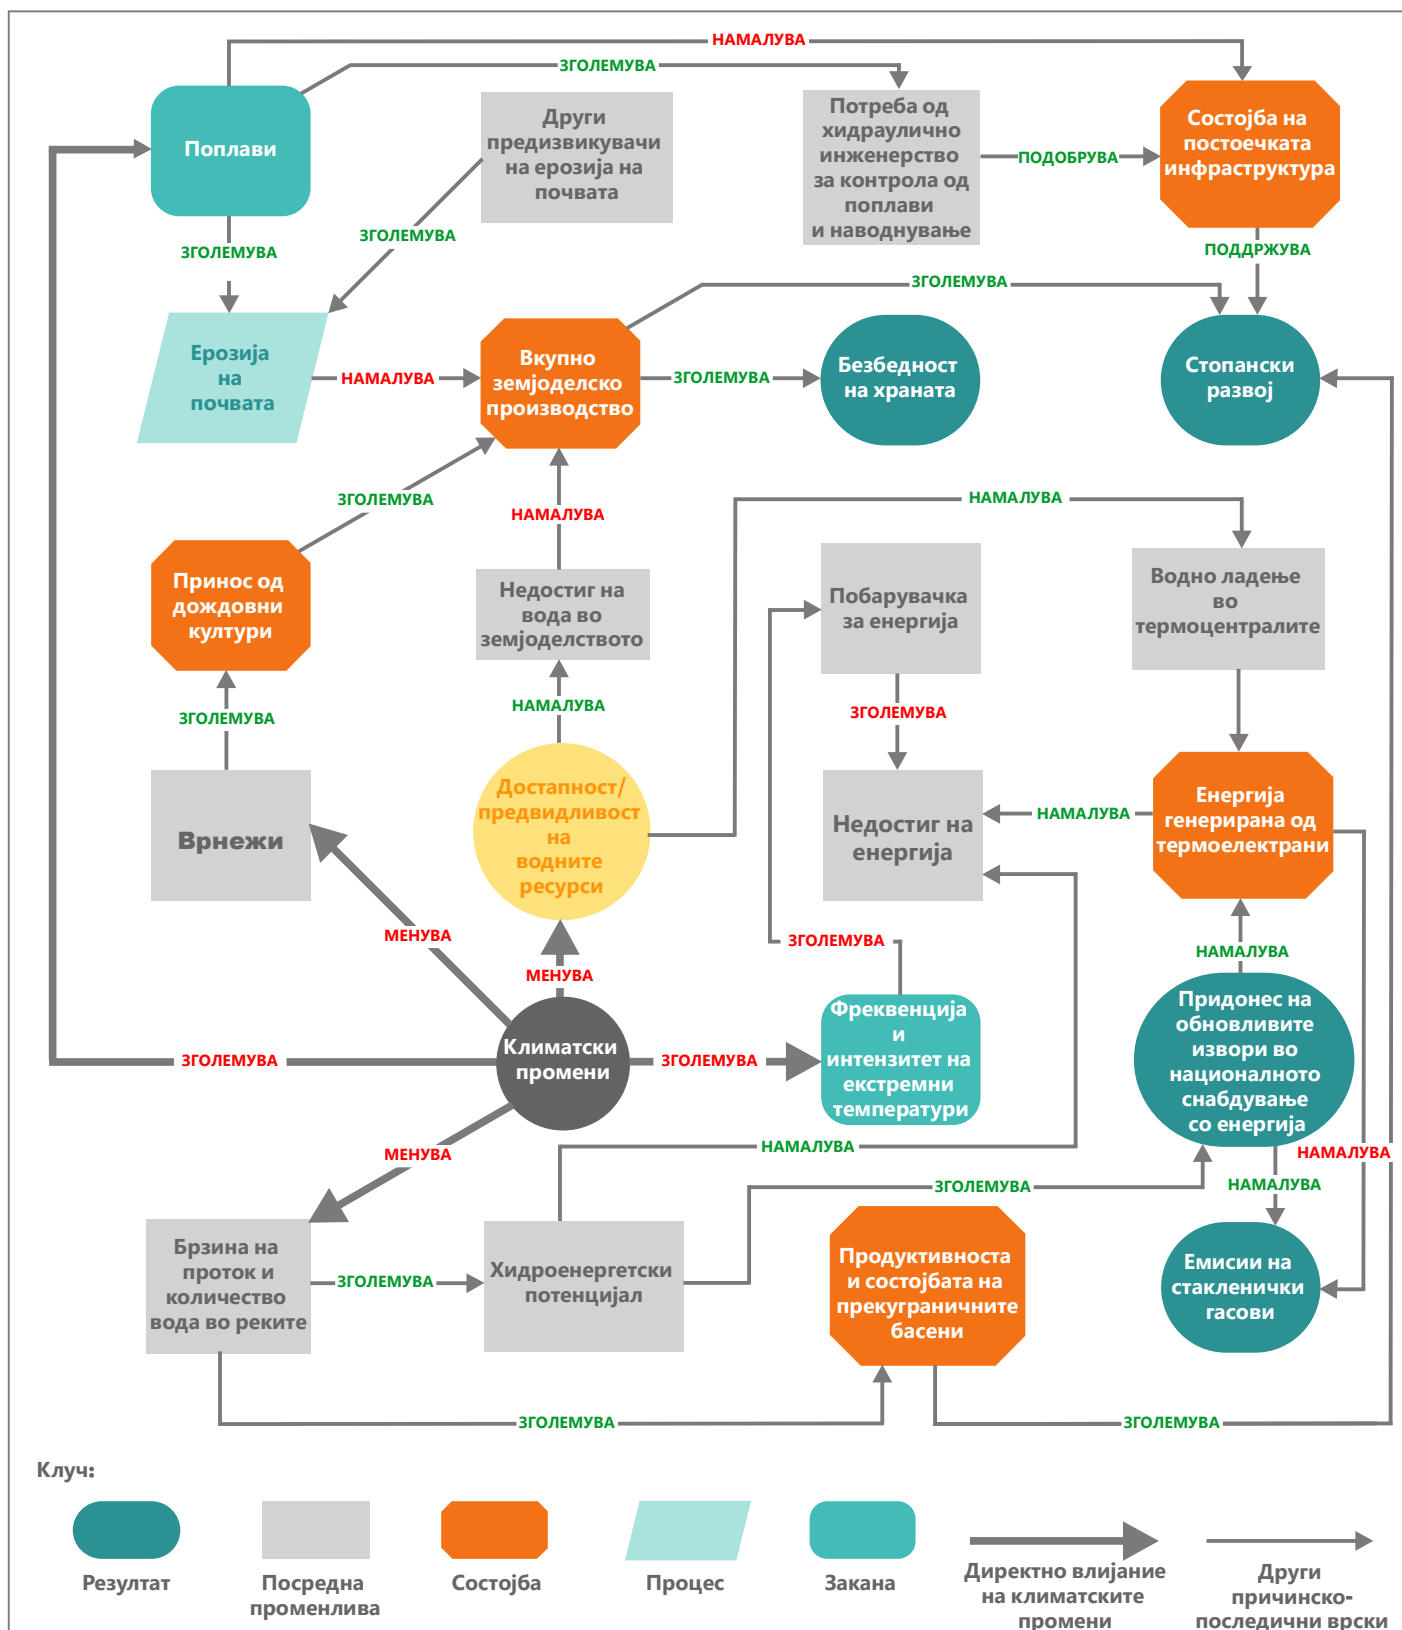 НАМАЛУВА
ЗГОЛЕМУВА
Поплави
Други
предизвикувачи
на ерозија на
почвата
Потреба од
хидраулично
инженерство
за контрола од
поплави
и наводнување
ПОДОБРУВА
Состојба на
постоечката
инфраструктура
ЗГОЛЕМУВА
ЗГОЛЕМУВА
ПОДДРЖУВА
ЗГОЛЕМУВА
Ерозија
на
почвата
НАМАЛУВА
Вкупно
земјоделско
производство
ЗГОЛЕМУВА
Безбедност
на храната
Стопански
развој
ЗГОЛЕМУВА
НАМАЛУВА
НАМАЛУВА
Принос од
дождовни
култури
Недостиг на
вода во
земјоделството
Побарувачка
за енергија
Водно ладење
во
термоцентралите
ЗГОЛЕМУВА
НАМАЛУВА
ЗГОЛЕМУВА
Врнежи
Достапност/
предвидливост
на
водните
ресурси
Недостиг на
енергија
НАМАЛУВА
Енергија
генерирана од
термоелектрани
МЕНУВА
МЕНУВА
ЗГОЛЕМУВА
НАМАЛУВА
ЗГОЛЕМУВА
Климатски
промени
ЗГОЛЕМУВА
Фреквенција
и
интензитет на
екстремни
температури
Придонес на
обновливите
извори во
националното
снабдување
со енергија
МЕНУВА
НАМАЛУВА
НАМАЛУВА
ЗГОЛЕМУВА
НАМАЛУВА
Брзина на
проток и
количество
вода во реките
ЗГОЛЕМУВА
Хидроенергетски
потенцијал
Продуктивноста
и состојбата на
прекуграничните
басени
Емисии на
стакленички
гасови
ЗГОЛЕМУВА
ЗГОЛЕМУВА
Клуч:
Резултат
Посредна
променлива
Состојба
Процес
Закана
Директно влијание
на климатските
промени
Други
причинско-
последични врски